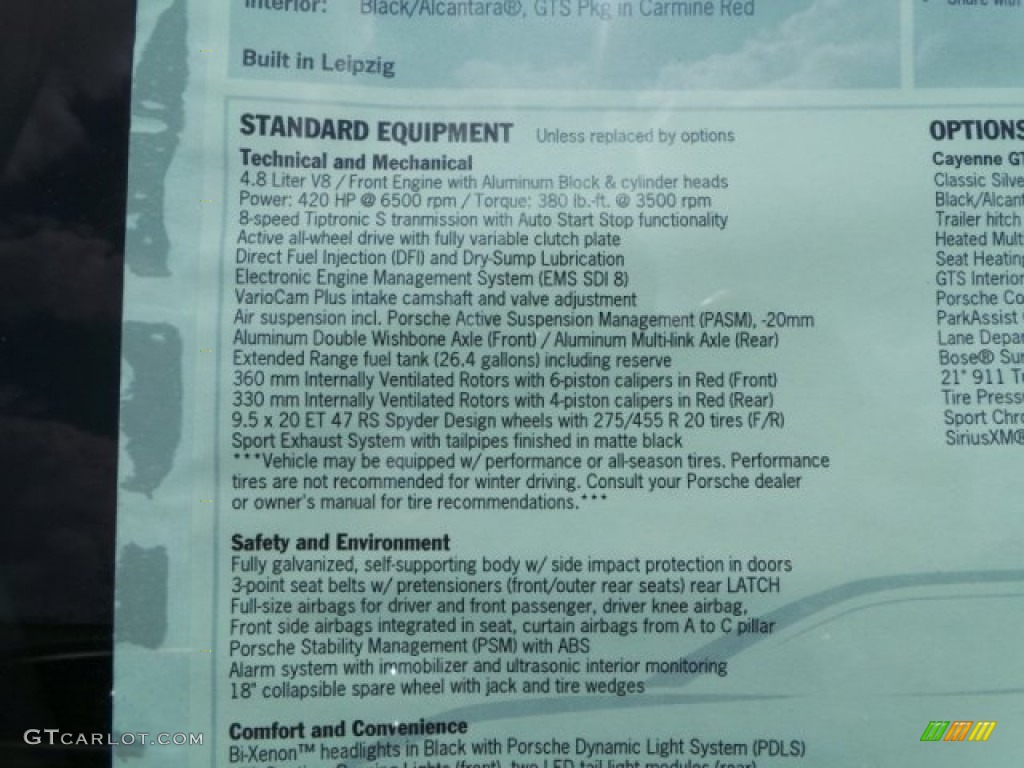 Interior: Black/Alcantara®, GTS Pkg in Carmine Red
Built in Leipzig
STANDARD EQUIPMENT Unless replaced by options
Technical and Mechanical
4.8 Liter V8 / Front Engine with Aluminum Block & cylinder heads
Power: 420 HP @ 6500 rpm / Torque: 380 lb.-ft. @ 3500 rpm
8-speed Tiptronic S tranmission with Auto Start Stop functionality
Active all-wheel drive with fully variable clutch plate
Direct Fuel Injection (DFI) and Dry-Sump Lubrication
Electronic Engine Management System (EMS SDI 8)
VarioCam Plus intake camshaft and valve adjustment
Air suspension incl. Porsche Active Suspension Management (PASM), -20mm
Aluminum Double Wishbone Axle (Front) / Aluminum Multi-link Axle (Rear)
Extended Range fuel tank (26.4 gallons) including reserve
360 mm Internally Ventilated Rotors with 6-piston calipers in Red (Front)
330 mm Internally Ventilated Rotors with 4-piston calipers in Red (Rear)
9.5 x 20 ET 47 RS Spyder Design wheels with 275/455 R 20 tires (F/R)
Sport Exhaust System with tailpipes finished in matte black
***Vehicle may be equipped w/ performance or all-season tires. Performance
tires are not recommended for winter driving. Consult your Porsche dealer
or owner's manual for tire recommendations.***
Safety and Environment
Fully galvanized, self-supporting body w/ side impact protection in doors
3-point seat belts w/ pretensioners (front/outer rear seats) rear LATCH
Full-size airbags for driver and front passenger, driver knee airbag,
Front side airbags integrated in seat, curtain airbags from A to C pillar
Porsche Stability Management (PSM) with ABS
Alarm system with immobilizer and ultrasonic interior monitoring
18" collapsible spare wheel with jack and tire wedges
Comfort and Convenience
Bi-Xenon™ headlights in Black with Porsche Dynamic Light System (PDLS)
(front), two LED tail light modules (rear)
OPTIONS
Cayenne GT
Classic Silve
Black/Alcant
Trailer hitch
Heated Mult
Seat Heating
GTS Interior
Porsche Co
ParkAssist
Lane Depar
Bose® Su
21" 911 Tu
Tire Pressu
Sport Chro
SiriusXM®
GTCARLOT.COM